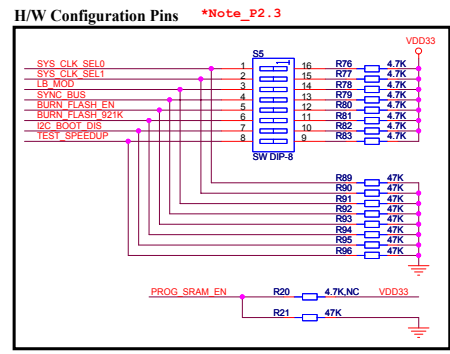 H/W Configuration Pins *Note_P2.3
VDD33
S5
SYS_CLK_SEL0 1 16 R76 4.7K
SYS_CLK_SEL1 2 15 R77 4.7K
LB_MOD 3 14 R78 4.7K
SYNC_BUS 4 13 R79 4.7K
BURN_FLASH_EN 5 12 R80 4.7K
BURN_FLASH_921K 6 11 R81 4.7K
I2C_BOOT_DIS 7 10 R82 4.7K
TEST_SPEEDUP 8 9 R83 4.7K
SW DIP-8
R89 47K
R90 47K
R91 47K
R92 47K
R93 47K
R94 47K
R95 47K
R96 47K
PROG_SRAM_EN R20 4.7K,NC VDD33
R21 47K